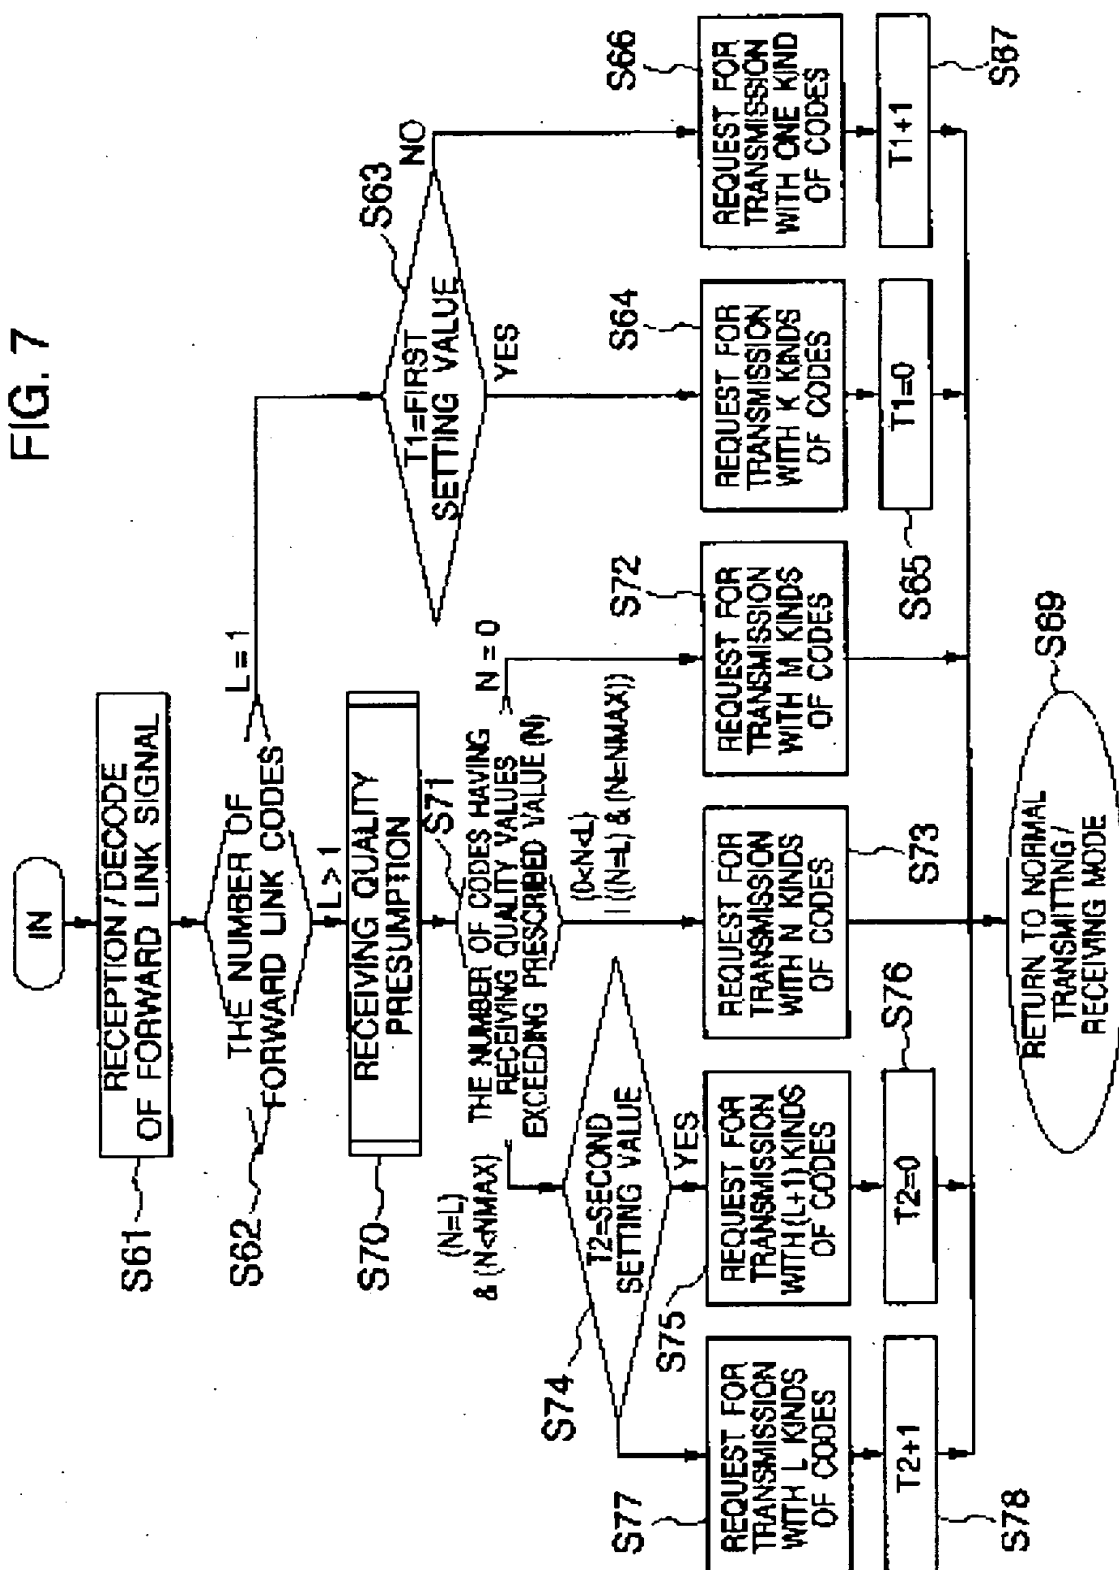 FIG. 7
IN
S61
RECEPTION/DECODE
OF FORWARD LINK SIGNAL
S62
THE NUMBER OF
FORWARD LINK CODES
L=1
L>1
S63
T1=FIRST
SETTING VALUE
NO
YES
S70
RECEIVING QUALITY
PRESUMPTION
S71
THE NUMBER OF CODES HAVING
RECEIVING QUALITY VALUES
EXCEEDING PRESCRIBED VALUE (N)
N = 0
(N=L)
& (N<NMAX)
(0<N<L)
| ((N=L) & (N=NMAX))
S74
T2=SECOND
SETTING VALUE
YES
S77
REQUEST FOR
TRANSMISSION
WITH L KINDS
OF CODES
S75
REQUEST FOR
TRANSMISSION
WITH (L+1) KINDS
OF CODES
S73
REQUEST FOR
TRANSMISSION
WITH N KINDS
OF CODES
S72
REQUEST FOR
TRANSMISSION
WITH M KINDS
OF CODES
S64
REQUEST FOR
TRANSMISSION
WITH K KINDS
OF CODES
S66
REQUEST FOR
TRANSMISSION
WITH ONE KIND
OF CODES
S78
T2+1
S76
T2=0
S65
T1=0
S67
T1+1
S69
RETURN TO NORMAL
TRANSMITTING/
RECEIVING MODE